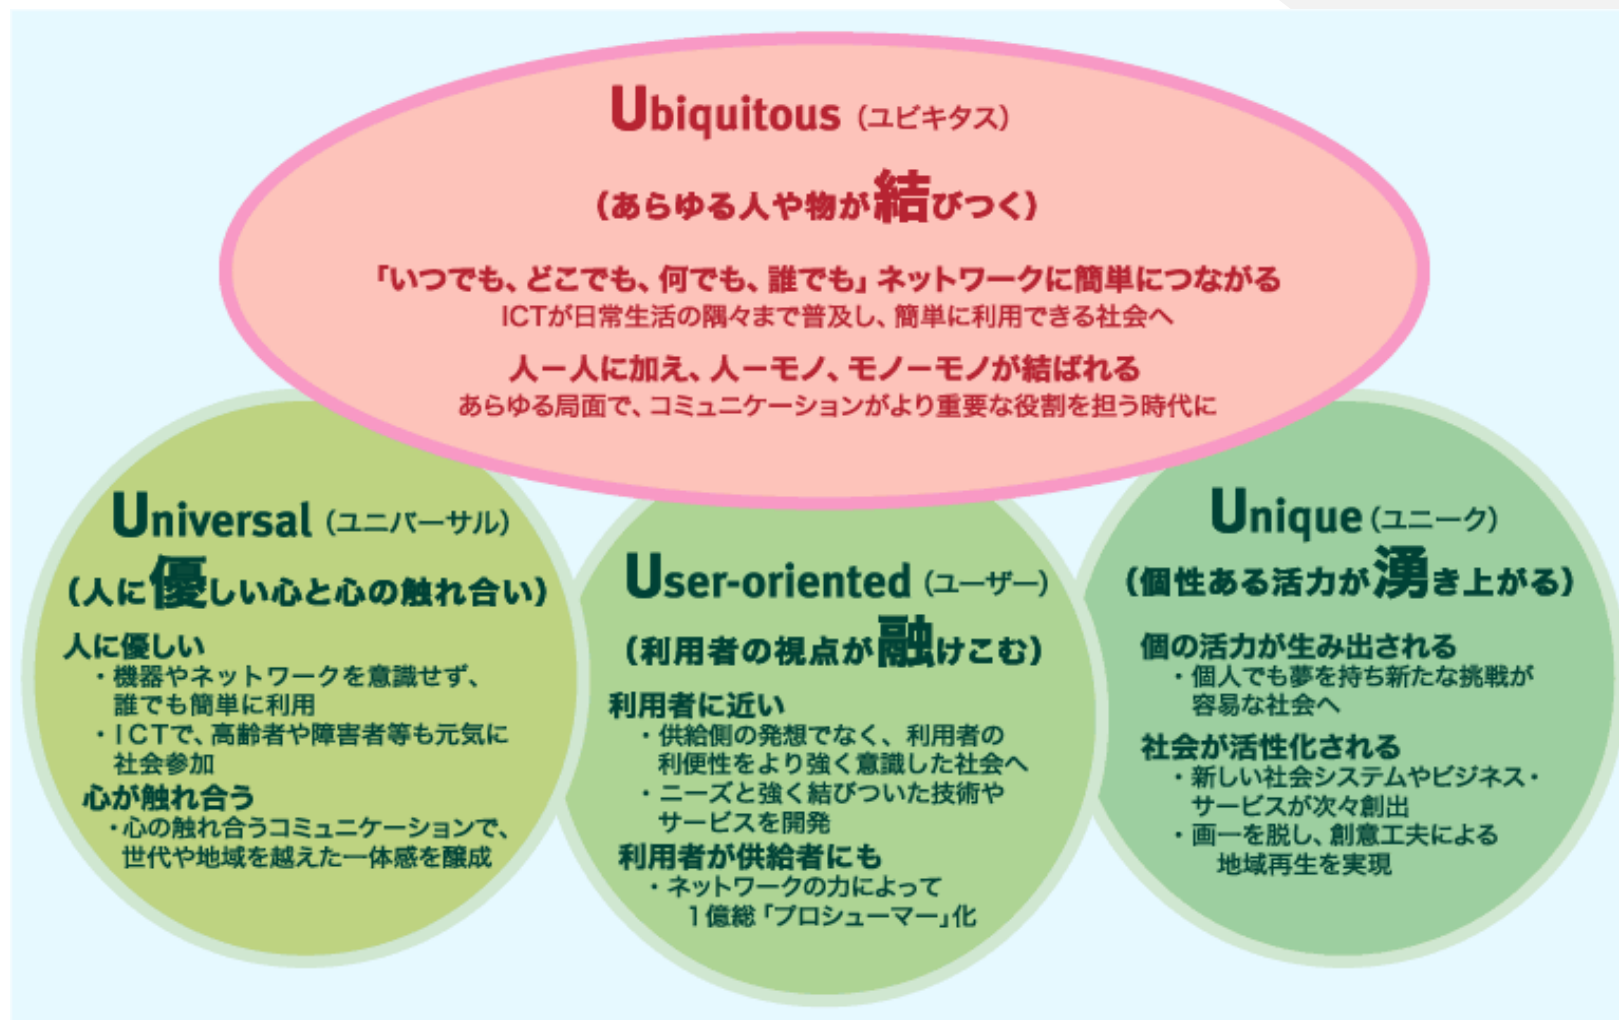 Ubiquitous（ユビキタス）
（あらゆる人や物が結びつく）
「いつでも、どこでも、何でも、誰でも」ネットワークに簡単につながる
ICTが日常生活の隅々まで普及し、簡単に利用できる社会へ
人－人に加え、人－モノ、モノ－モノが結ばれる
あらゆる局面で、コミュニケーションがより重要な役割を担う時代に
Universal（ユニバーサル）
（人に優しい心と心の触れ合い）
人に優しい
・機器やネットワークを意識せず、
誰でも簡単に利用
・ICTで、高齢者や障害者等も元気に
社会参加
心が触れ合う
・心の触れ合うコミュニケーションで、
世代や地域を越えた一体感を醸成
User-oriented（ユーザー）
（利用者の視点が融けこむ）
利用者に近い
・供給側の発想でなく、利用者の
利便性をより強く意識した社会へ
・ニーズと強く結びついた技術や
サービスを開発
利用者が供給者にも
・ネットワークの力によって
1億総「プロシューマー」化
Unique（ユニーク）
（個性ある活力が湧き上がる）
個の活力が生み出される
・個人でも夢を持ち新たな挑戦が
容易な社会へ
社会が活性化される
・新しい社会システムやビジネス・
サービスが次々創出
・画一を脱し、創意工夫による
地域再生を実現